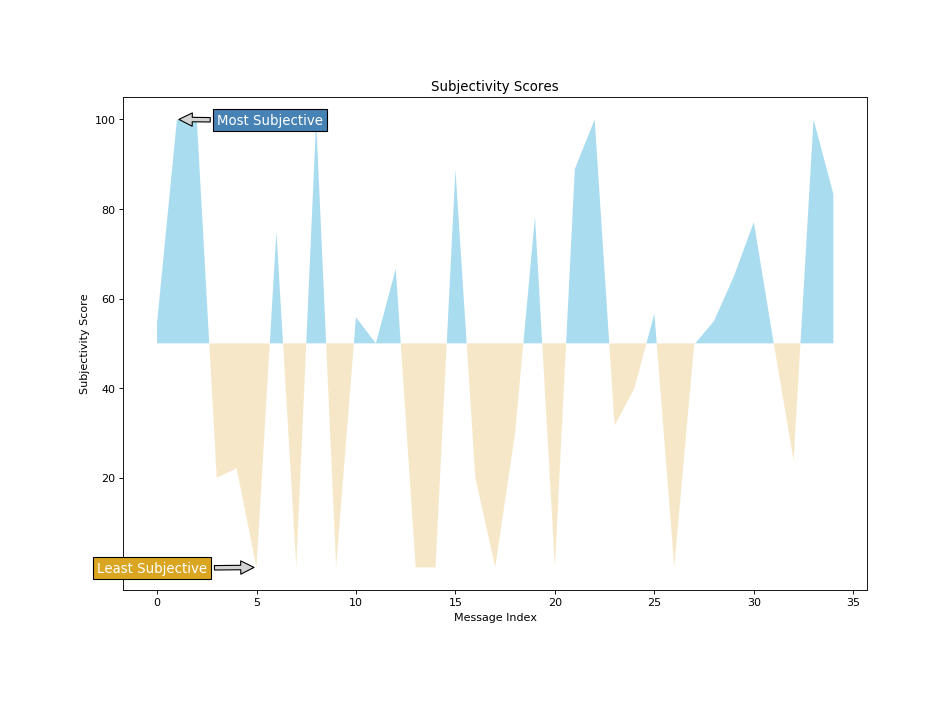 Subjectivity Scores
100
Most Subjective
80
60
Subjectivity Score
40
20
Least Subjective
0 5 10 15 20 25 30 35
Message Index